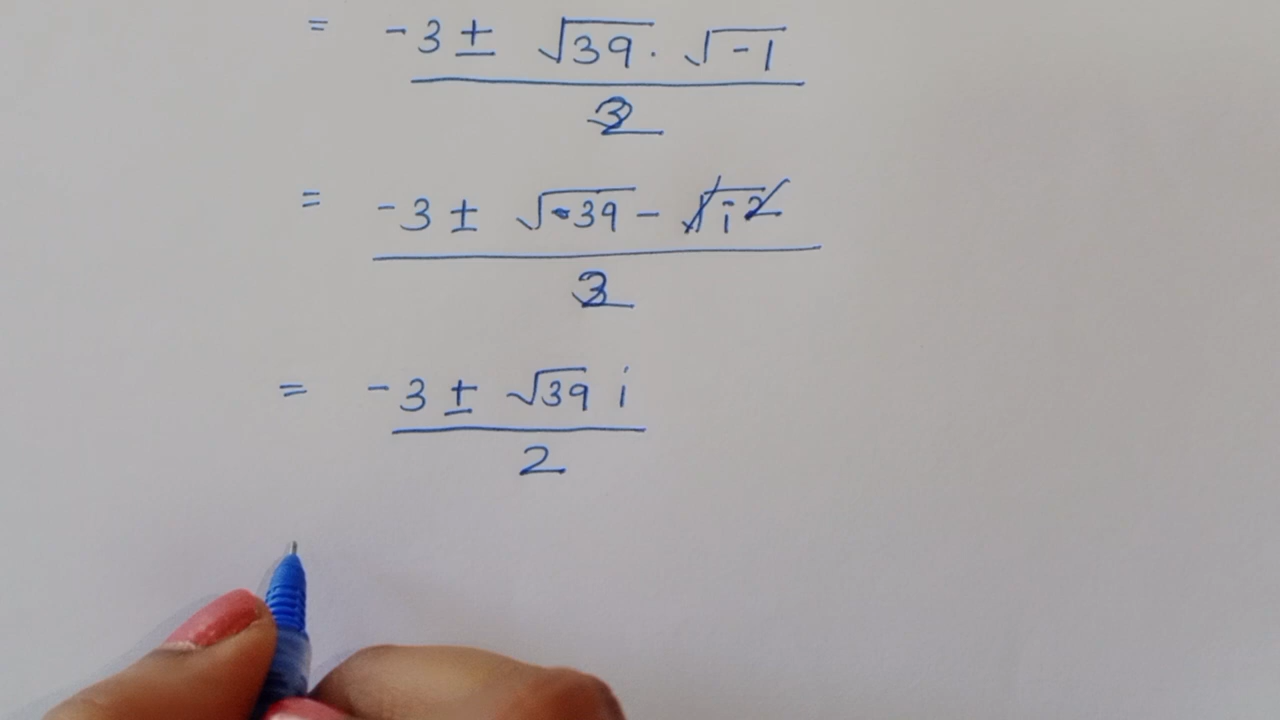 = -3 ± √39 · √-1
2
= -3 ± √39 - √i²
2
= -3 ± √39 i
2